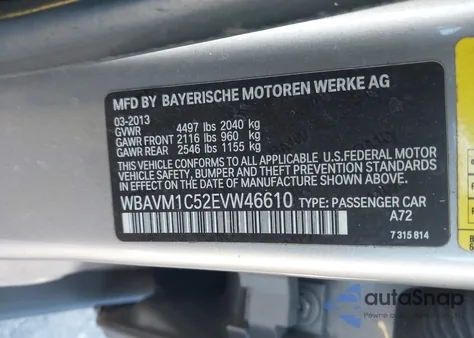 MFD BY BAYERISCHE MOTOREN WERKE AG
03-2013
GVWR 4497 lbs 2040 kg
GAWR FRONT 2116 lbs 960 kg
GAWR REAR 2546 lbs 1155 kg
THIS VEHICLE CONFORMS TO ALL APPLICABLE U.S.FEDERAL MOTOR
VEHICLE SAFETY, BUMPER, AND THEFT PREVENTION STANDARDS
IN EFFECT ON THE DATE OF MANUFACTURE SHOWN ABOVE.
WBAVM1C52EVW46610 TYPE: PASSENGER CAR
A72
7 315 814
autoSnap